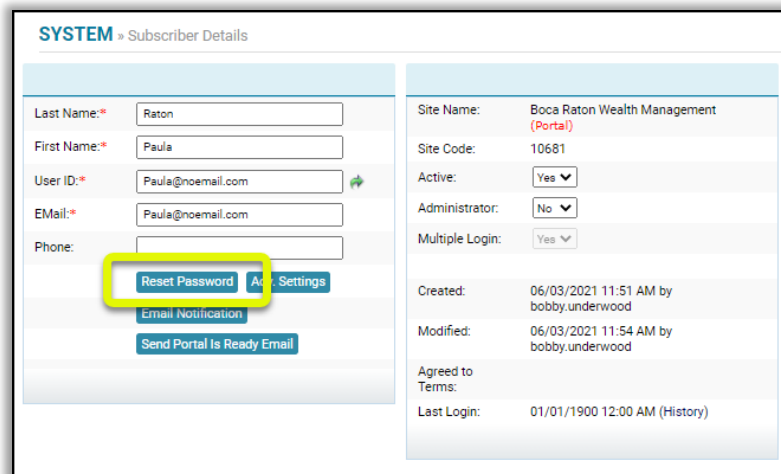 SYSTEM » Subscriber Details
Last Name:* Raton
First Name:* Paula
User ID:* Paula@noemail.com
EMail:* Paula@noemail.com
Phone:
Reset Password Adv. Settings
Email Notification
Send Portal Is Ready Email
Site Name: Boca Raton Wealth Management
(Portal)
Site Code: 10681
Active: Yes
Administrator: No
Multiple Login: Yes
Created: 06/03/2021 11:51 AM by
bobby.underwood
Modified: 06/03/2021 11:54 AM by
bobby.underwood
Agreed to
Terms:
Last Login: 01/01/1900 12:00 AM (History)